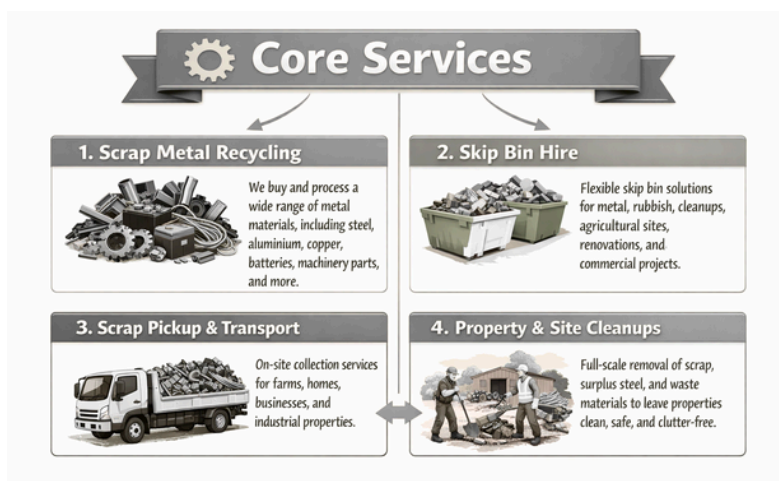 Core Services
1. Scrap Metal Recycling
We buy and process a
wide range of metal
materials, including steel,
aluminium, copper,
batteries, machinery parts,
and more.
2. Skip Bin Hire
Flexible skip bin solutions
for metal, rubbish, cleanups,
agricultural sites,
renovations, and
commercial projects.
3. Scrap Pickup & Transport
On-site collection services
for farms, homes,
businesses, and
industrial properties.
4. Property & Site Cleanups
Full-scale removal of scrap,
surplus steel, and waste
materials to leave properties
clean, safe, and clutter-free.